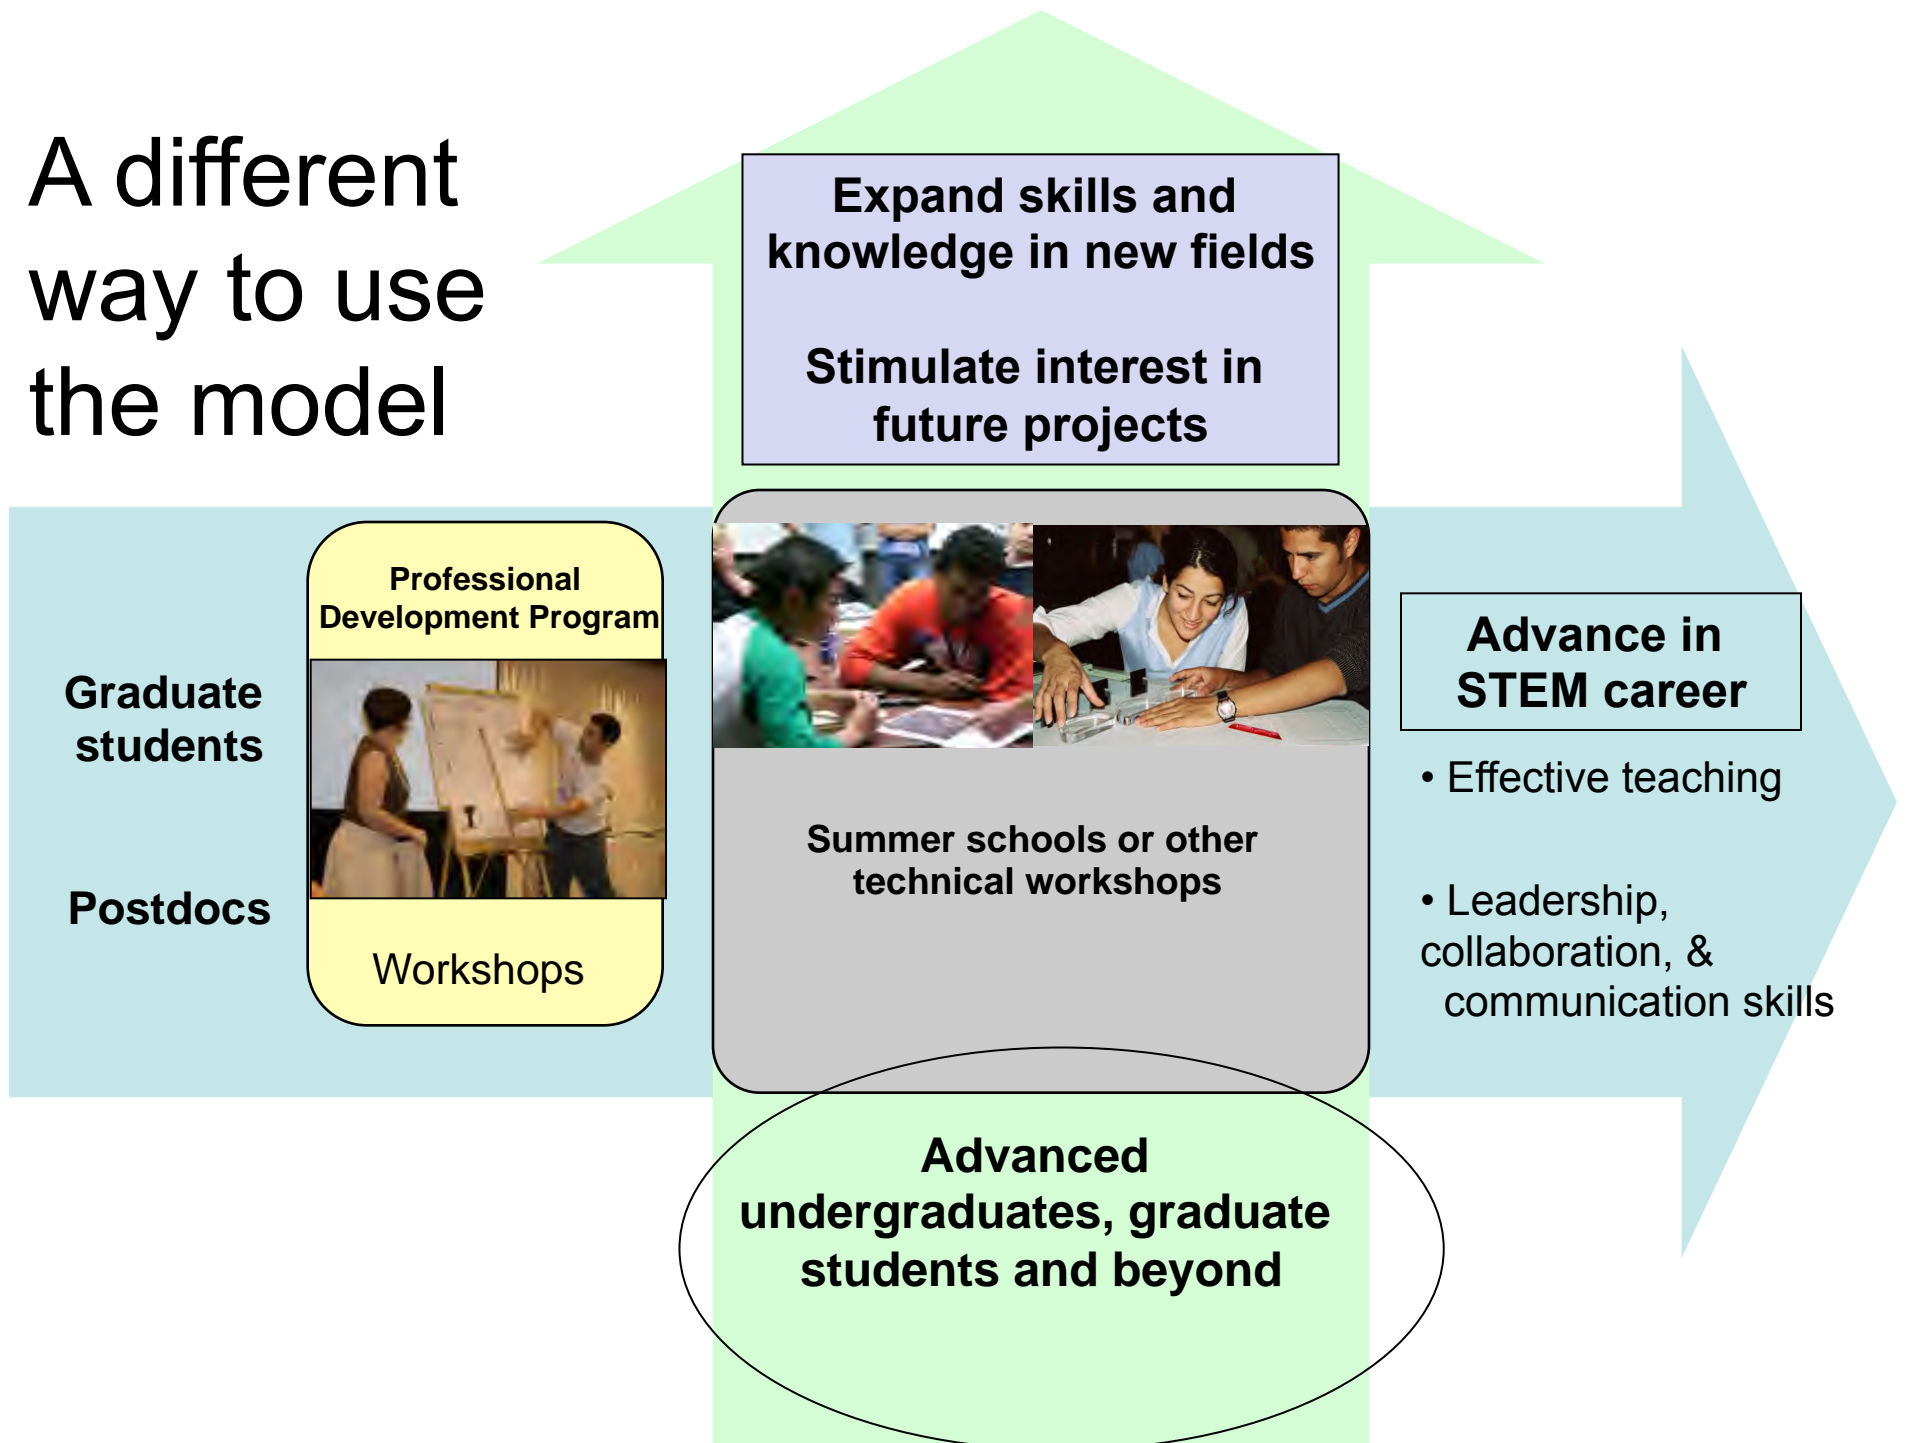 A different
way to use
the model
Expand skills and
knowledge in new fields
Stimulate interest in
future projects
Graduate
students
Postdocs
Professional
Development Program
Workshops
Summer schools or other
technical workshops
Advance in
STEM career
• Effective teaching
• Leadership,
collaboration, &
communication skills
Advanced
undergraduates, graduate
students and beyond